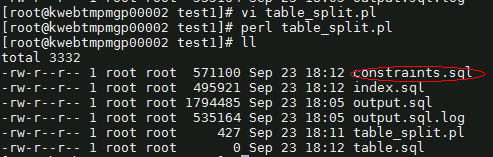 output.sql.log
[root@kwebtmpmgp00002 test1]# vi table_split.pl
[root@kwebtmpmgp00002 test1]# perl table_split.pl
[root@kwebtmpmgp00002 test1]# ll
total 3332
-rw-r--r-- 1 root root 571100 Sep 23 18:12 constraints.sql
-rw-r--r-- 1 root root 495921 Sep 23 18:12 index.sql
-rw-r--r-- 1 root root 1794485 Sep 23 18:05 output.sql
-rw-r--r-- 1 root root 535164 Sep 23 18:05 output.sql.log
-rw-r--r-- 1 root root 427 Sep 23 18:11 table_split.pl
-rw-r--r-- 1 root root 0 Sep 23 18:12 table.sql